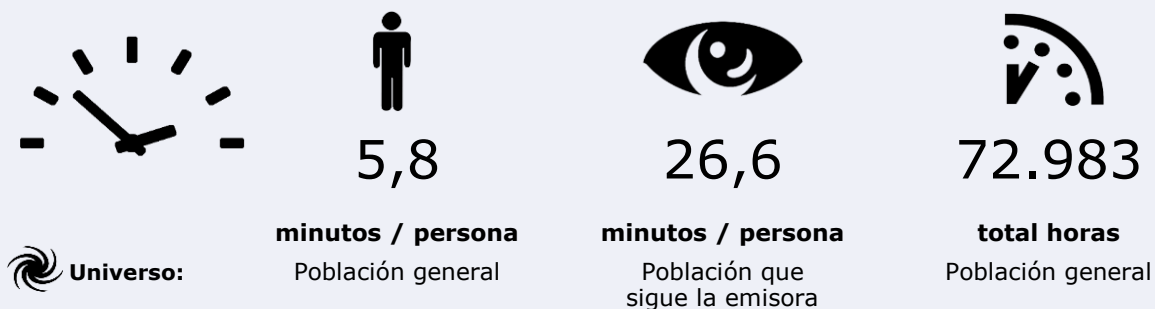 5,8
26,6
72.983
minutos / persona
minutos / persona
total horas
Universo:
Población general
Población que
sigue la emisora
Población general